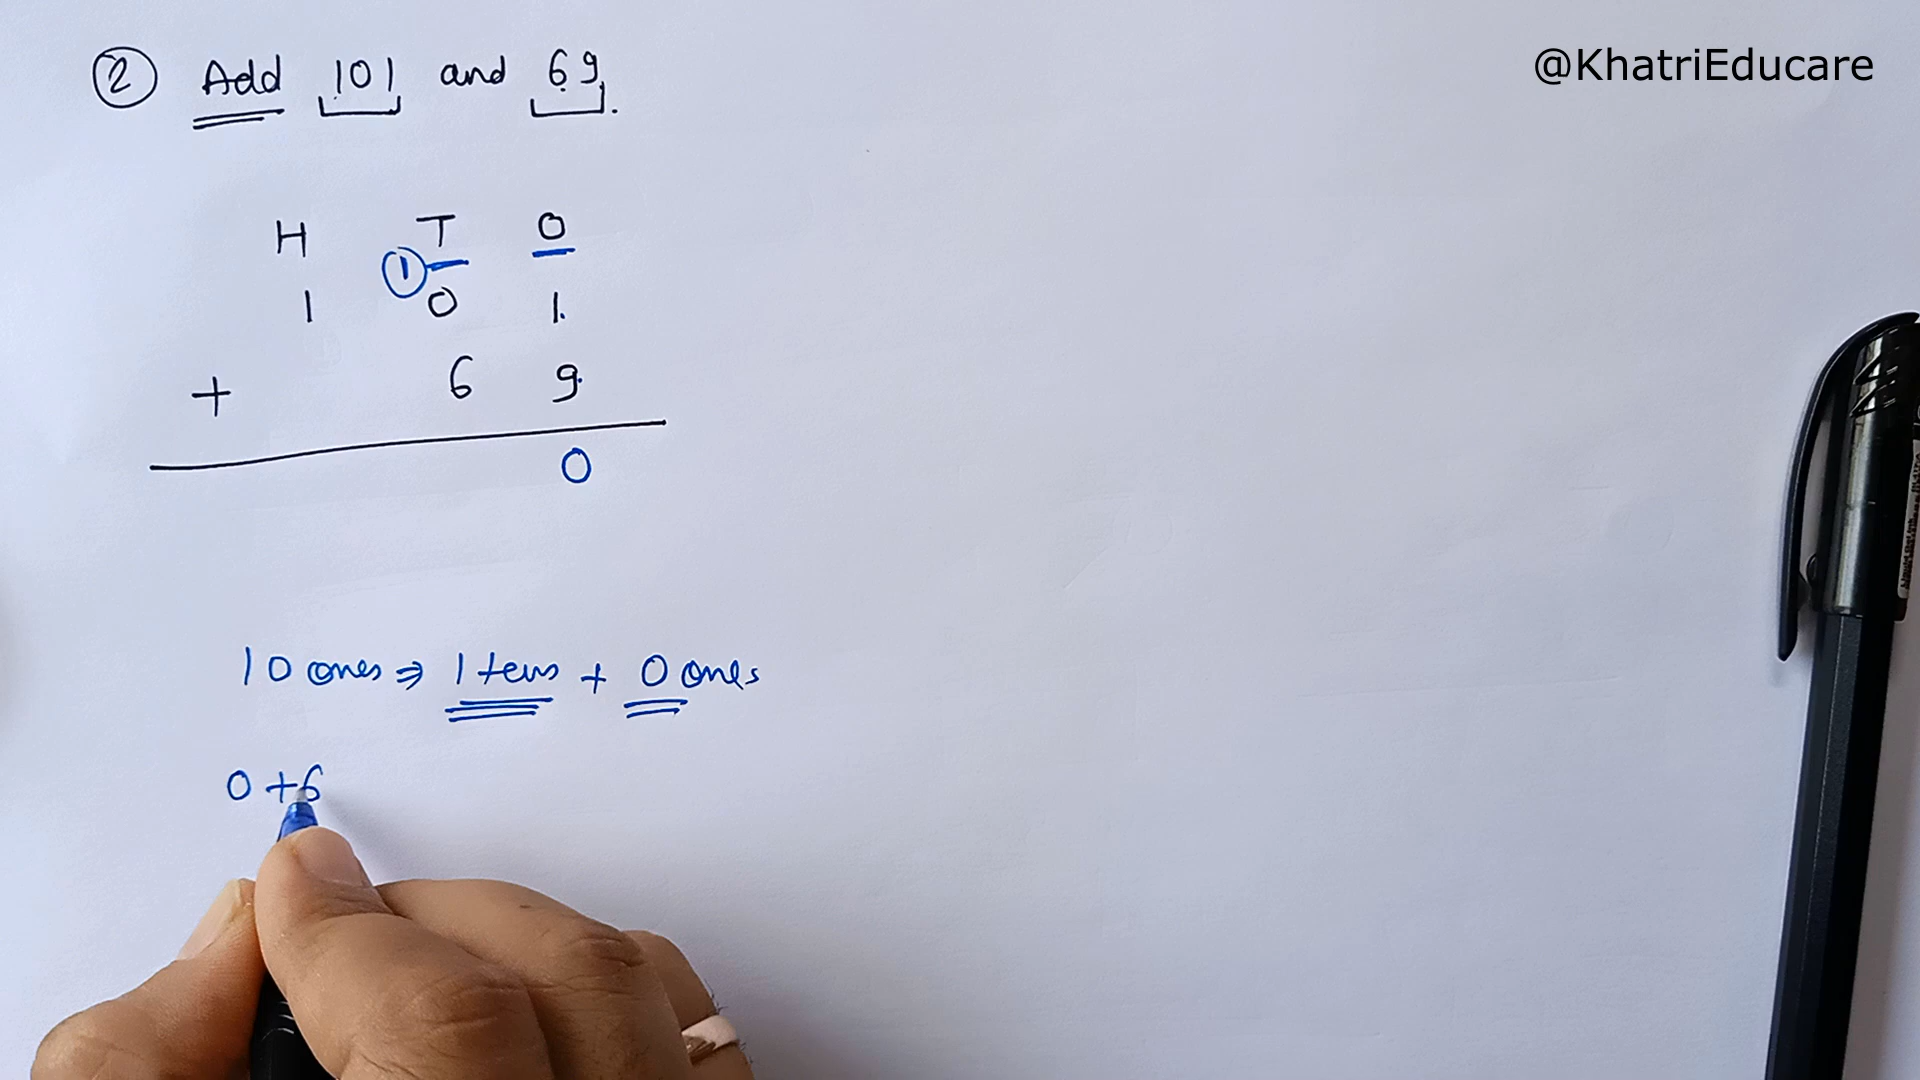 @KhatriEducare
② Add 101 and 69.
H T O
①
1 0 1.
+ 6 9
0
10 ones ⇒ 1 tens + 0 ones
0 + 6